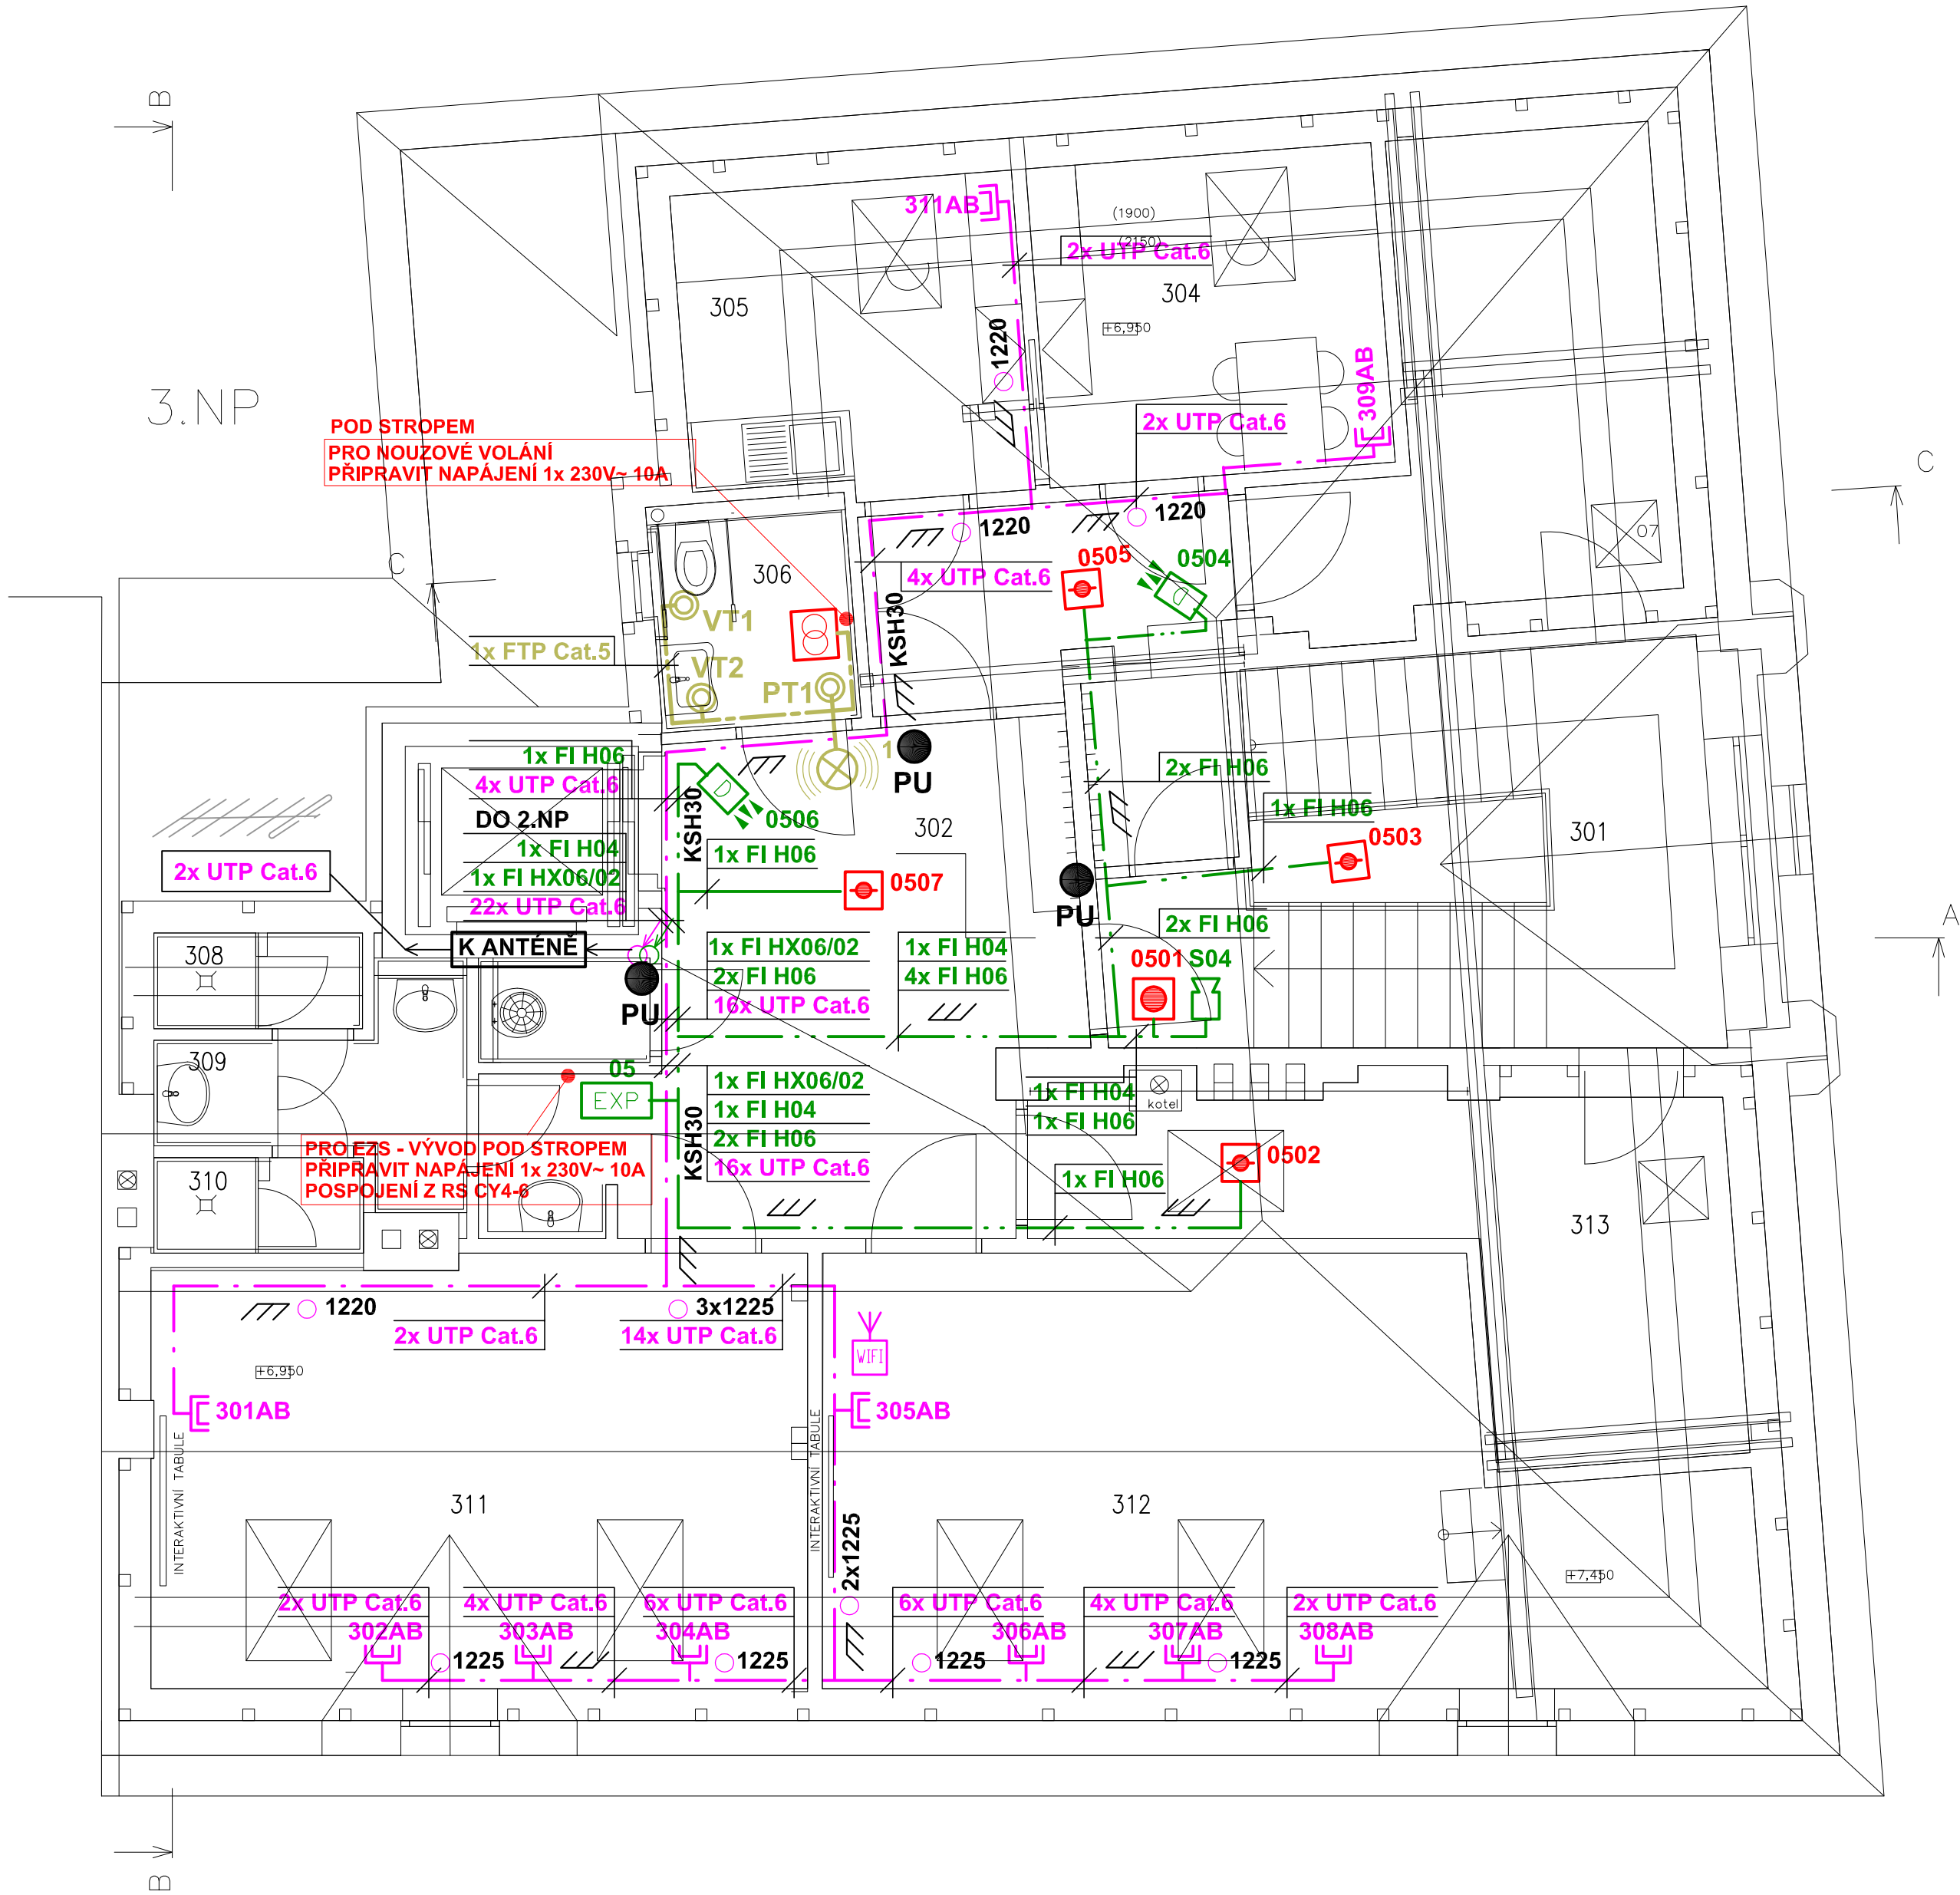 B
3.NP
311AB
(1900)
(2150)
2x UTP Cat.6
305
304
+6,950
1220
309AB
2x UTP Cat.6
POD STROPEM
PRO NOUZOVÉ VOLÁNÍ
PŘIPRAVIT NAPÁJENÍ 1x 230V~ 10A
C
C
1220
1220
07
0505
0504
306
4x UTP Cat.6
VT1
KSH30
1x FTP Cat.5
VT2
PT1
1
PU
1x FI H06
4x UTP Cat.6
DO 2.NP
1x FI H04
1x FI HX06/02
22x UTP Cat.6
KSH30
D
D
0506
2x FI H06
1x FI H06
302
301
0503
2x UTP Cat.6
1x FI H06
0507
PU
2x FI H06
A
K ANTÉNĚ
308
1x FI HX06/02
2x FI H06
16x UTP Cat.6
1x FI H04
4x FI H06
0501
S04
PU
309
05
EXP
1x FI HX06/02
1x FI H04
2x FI H06
16x UTP Cat.6
KSH30
1x FI H04
1x FI H06
kotel
PRO EZS - VÝVOD POD STROPEM
PŘIPRAVIT NAPÁJENÍ 1x 230V~ 10A
POSPOJENÍ Z RS CY4-6
310
0502
1x FI H06
313
1220
3x1225
2x UTP Cat.6
14x UTP Cat.6
WIFI
+6,950
301AB
305AB
INTERAKTIVNÍ TABULE
INTERAKTIVNÍ TABULE
311
312
2x1225
+7,450
2x UTP Cat.6
4x UTP Cat.6
6x UTP Cat.6
6x UTP Cat.6
4x UTP Cat.6
2x UTP Cat.6
302AB
303AB
304AB
306AB
307AB
308AB
1225
1225
1225
1225
B